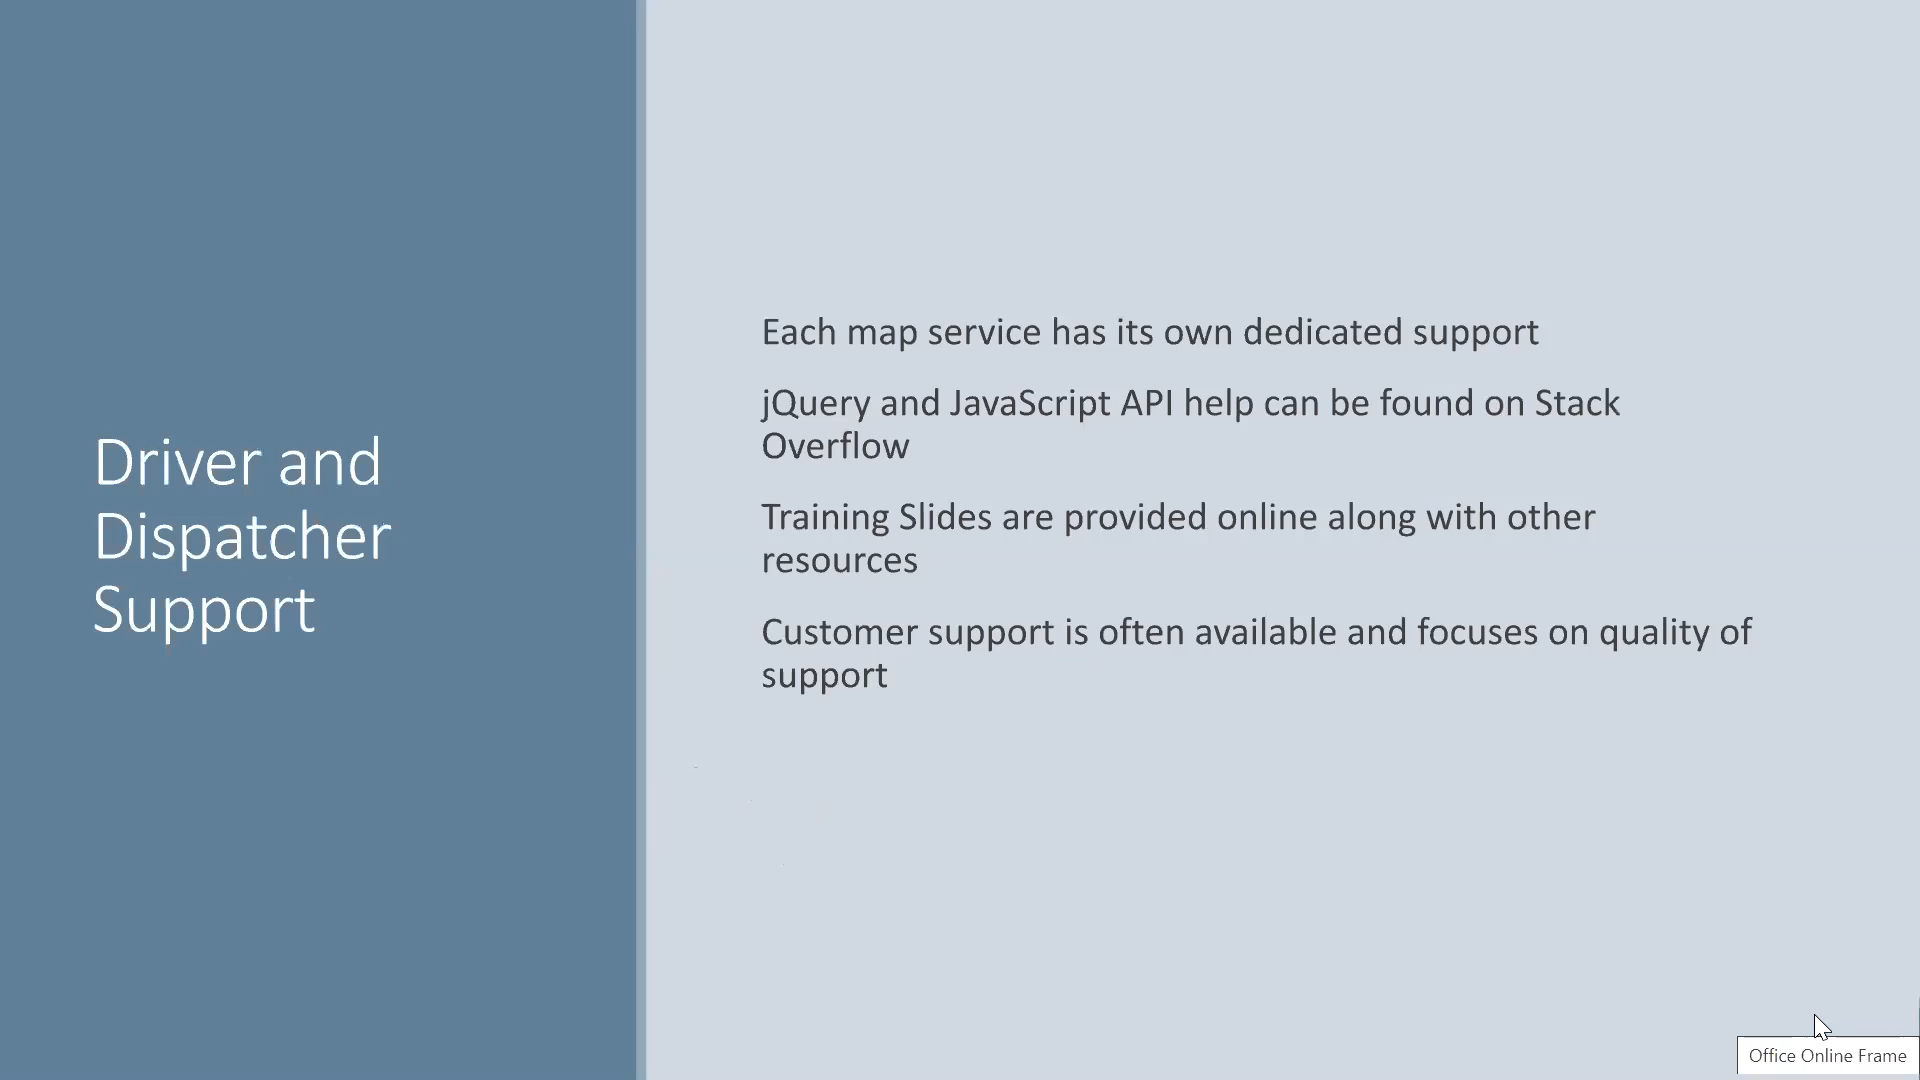 Driver and
Dispatcher
Support
Each map service has its own dedicated support
jQuery and JavaScript API help can be found on Stack
Overflow
Training Slides are provided online along with other
resources
Customer support is often available and focuses on quality of
support
Office Online Frame